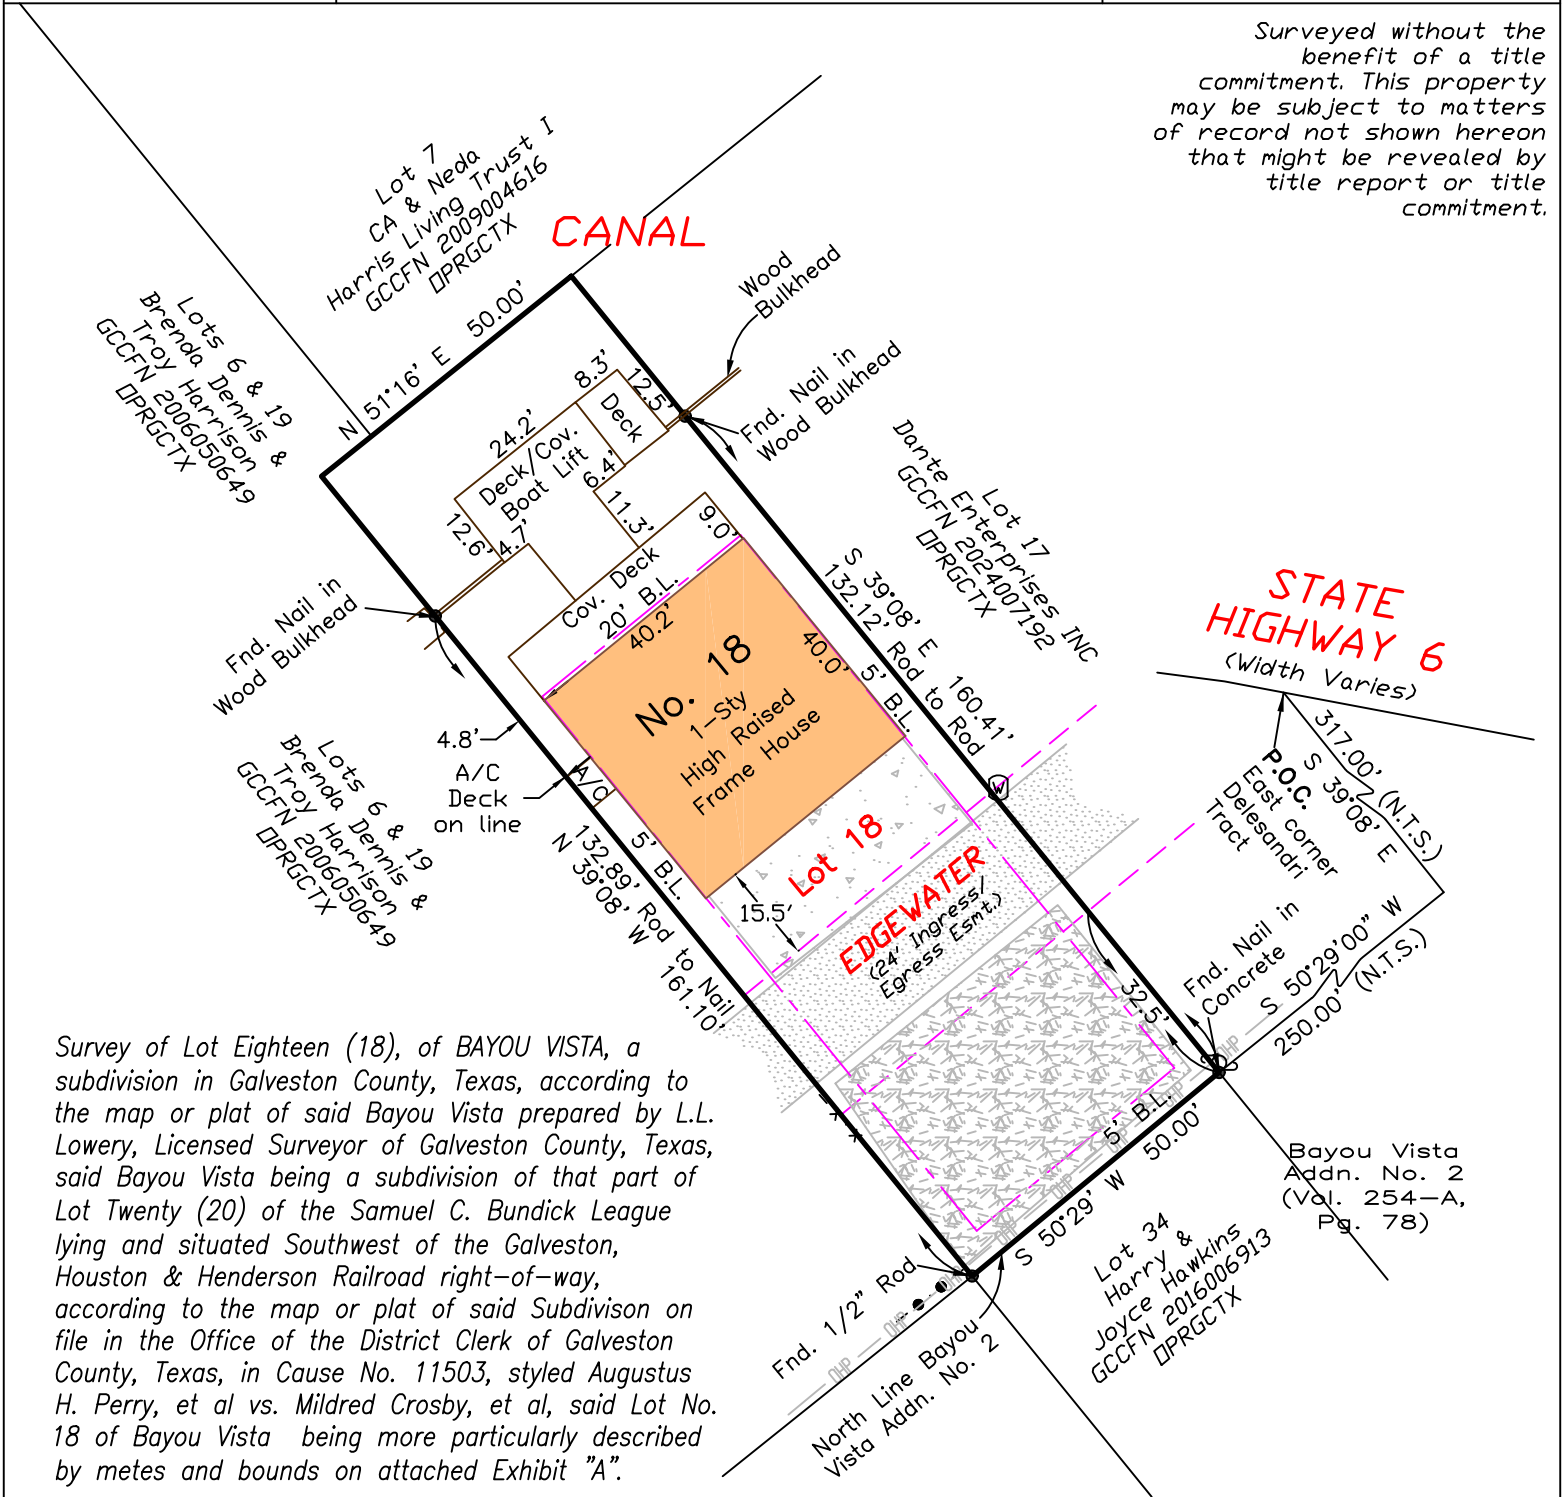 Surveyed without the
benefit of a title
commitment. This property
may be subject to matters
of record not shown hereon
that might be revealed by
title report or title
commitment.
Lot 7
CA & Neda
Harris Living Trust I
GCCFN 2009004616
OPRGCTX
CANAL
Wood
Bulkhead
N 51°16' E 50.00'
Lots 6 & 19
Brenda Dennis &
Troy Harrison
GCCFN 2006050649
OPRGCTX
8.3'
12.5'
Deck
24.2'
Deck/Cov.
Boat Lift
6.4'
11.3'
12.6'
4.7'
9.0'
Fnd. Nail in
Wood Bulkhead
Lot 17
Dante Enterprises INC
GCCFN 2024007192
OPRGCTX
Cov. Deck
20' B.L.
40.2'
40.0'
No. 18
1-Sty
High Raised
Frame House
5' B.L.
S 39°08' E 160.41'
132.12' Rod to Rod
Fnd. Nail in
Wood Bulkhead
4.8'
A/C
Deck
on line
A/C
Lots 6 & 19
Brenda Dennis &
Troy Harrison &
GCCFN 2006050649
OPRGCTX
5' B.L.
132.89' Rod to Nail
N 39°08' W 161.10'
STATE
HIGHWAY 6
(Width Varies)
W
Lot 18
15.5'
EDGEWATER
(24' Ingress/
Egress Esmt.)
P.O.C.
East corner
Delesandri
Tract
317.00' (N.T.S.)
S 39°08' E
S 50°29'00" W
250.00' (N.T.S.)
Fnd. Nail in
Concrete
32.5'
OHP
5' B.L.
OHP
OHP
OHP
S 50°29' W 50.00'
Bayou Vista
Addn. No. 2
(Vol. 254-A,
Pg. 78)
Lot 34
Harry &
Joyce Hawkins
GCCFN 2016006913
OPRGCTX
Fnd. 1/2" Rod
OHP
OHP
OHP
North Line Bayou
Vista Addn. No. 2
Survey of Lot Eighteen (18), of BAYOU VISTA, a
subdivision in Galveston County, Texas, according to
the map or plat of said Bayou Vista prepared by L.L.
Lowery, Licensed Surveyor of Galveston County, Texas,
said Bayou Vista being a subdivision of that part of
Lot Twenty (20) of the Samuel C. Bundick League
lying and situated Southwest of the Galveston,
Houston & Henderson Railroad right-of-way,
according to the map or plat of said Subdivison on
file in the Office of the District Clerk of Galveston
County, Texas, in Cause No. 11503, styled Augustus
H. Perry, et al vs. Mildred Crosby, et al, said Lot No.
18 of Bayou Vista being more particularly described
by metes and bounds on attached Exhibit "A".